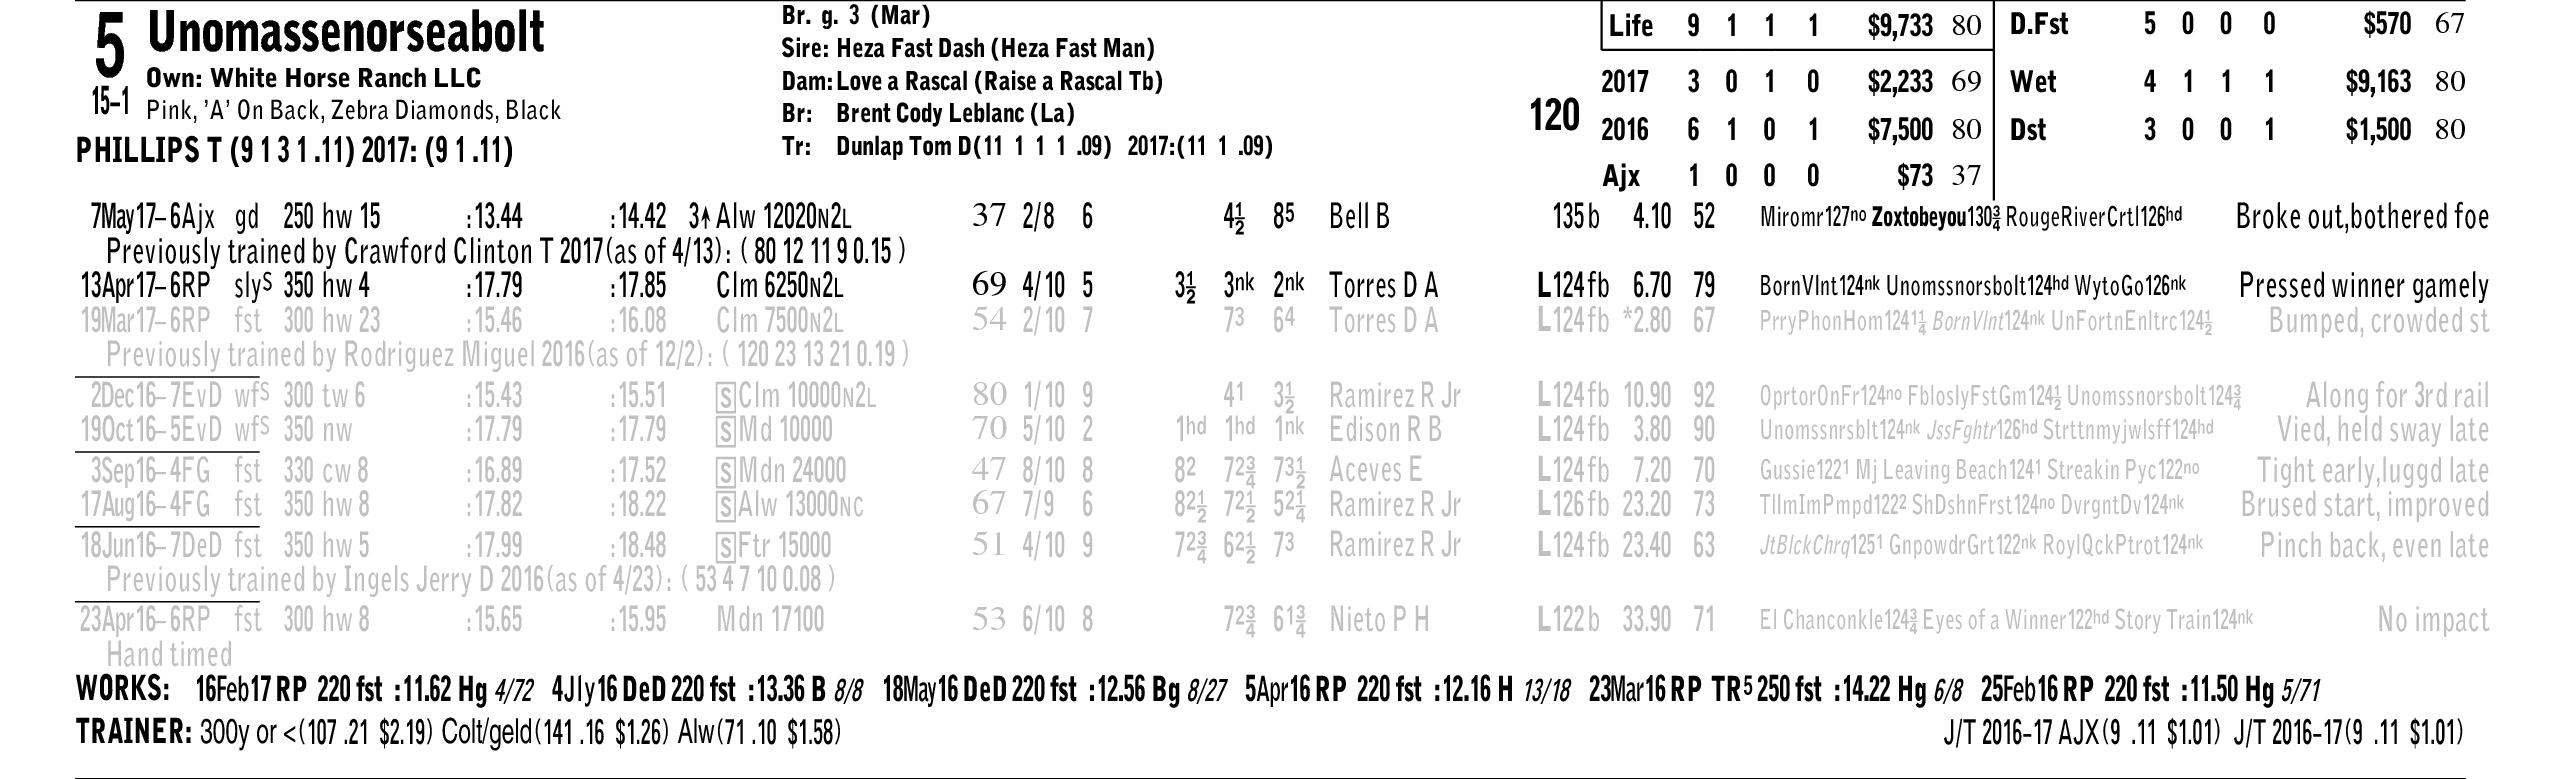 5 Unomassenorseabolt
Own: White Horse Ranch LLC
15-1 Pink, 'A' On Back, Zebra Diamonds, Black
PHILLIPS T (9 1 3 1 .11) 2017: (9 1 .11)
Br. g. 3 (Mar)
Sire: Heza Fast Dash (Heza Fast Man)
Dam: Love a Rascal (Raise a Rascal Tb)
Br: Brent Cody Leblanc (La)
Tr: Dunlap Tom D(11 1 1 1 .09) 2017:(11 1 .09)
120
Life 9 1 1 1 $9,733 80
2017 3 0 1 0 $2,233 69
2016 6 1 0 1 $7,500 80
Ajx 1 0 0 0 $73 37
D.Fst 5 0 0 0 $570 67
Wet 4 1 1 1 $9,163 80
Dst 3 0 0 1 $1,500 80
7May17–6Ajx gd 250 hw 15 :13.44 :14.42 3↑ Alw 12020N2L 37 2/8 6 4½ 8⁵ Bell B 135 b 4.10 52 Miromr127ⁿᵒ Zoxtobeyou130¾ RougeRiverCrtl126ʰᵈ Broke out,bothered foe
Previously trained by Crawford Clinton T 2017(as of 4/13): ( 80 12 11 9 0.15 )
13Apr17–6RP slyˢ 350 hw 4 :17.79 :17.85 Clm 6250N2L 69 4/10 5 3½ 3ⁿᵏ 2ⁿᵏ Torres D A L124 fb 6.70 79 BornVlnt124ⁿᵏ Unomssnorsbolt124ʰᵈ WytoGo126ⁿᵏ Pressed winner gamely
19Mar17–6RP fst 300 hw 23 :15.46 :16.08 Clm 7500N2L 54 2/10 7 7³ 6⁴ Torres D A L124 fb *2.80 67 PrryPhonHom124¹¼ BornVlnt124ⁿᵏ UnFortnEnltrc124½ Bumped, crowded st
Previously trained by Rodriguez Miguel 2016(as of 12/2): ( 120 23 13 21 0.19 )
2Dec16–7EvD wfˢ 300 tw 6 :15.43 :15.51 S Clm 10000N2L 80 1/10 9 4¹ 3½ Ramirez R Jr L124 fb 10.90 92 OprtorOnFr124ⁿᵒ FbloslyFstGm124½ Unomssnorsbolt124¾ Along for 3rd rail
19Oct16–5EvD wfˢ 350 nw :17.79 :17.79 S Md 10000 70 5/10 2 1ʰᵈ 1ʰᵈ 1ⁿᵏ Edison R B L124 fb 3.80 90 Unomssnrsblt124ⁿᵏ JssFghtr126ʰᵈ Strttnmyjwlsff124ʰᵈ Vied, held sway late
3Sep16–4FG fst 330 cw 8 :16.89 :17.52 S Mdn 24000 47 8/10 8 8² 7²¾ 7³½ Aceves E L124 fb 7.20 70 Gussie122¹ Mj Leaving Beach124¹ Streakin Pyc122ⁿᵒ Tight early,luggd late
17Aug16–4FG fst 350 hw 8 :17.82 :18.22 S Alw 13000NC 67 7/9 6 8²½ 7²½ 5²¼ Ramirez R Jr L126 fb 23.20 73 TllmImPmpd122² ShDshnFrst124ⁿᵒ DvrgntDv124ⁿᵏ Brused start, improved
18Jun16–7DeD fst 350 hw 5 :17.99 :18.48 S Ftr 15000 51 4/10 9 7²¾ 6²½ 7³ Ramirez R Jr L124 fb 23.40 63 JtBlckChrq125¹ GnpowdrGrt122ⁿᵏ RoylQckPtrot124ⁿᵏ Pinch back, even late
Previously trained by Ingels Jerry D 2016(as of 4/23): ( 53 4 7 10 0.08 )
23Apr16–6RP fst 300 hw 8 :15.65 :15.95 Mdn 17100 53 6/10 8 7²¾ 6¹¾ Nieto P H L122 b 33.90 71 El Chanconkle124¾ Eyes of a Winner122ʰᵈ Story Train124ⁿᵏ No impact
Hand timed
WORKS: 16Feb17 RP 220 fst :11.62 Hg 4/72 4Jly16 DeD 220 fst :13.36 B 8/8 18May16 DeD 220 fst :12.56 Bg 8/27 5Apr16 RP 220 fst :12.16 H 13/18 23Mar16 RP TR⁵ 250 fst :14.22 Hg 6/8 25Feb16 RP 220 fst :11.50 Hg 5/71
TRAINER: 300y or <(107 .21 $2.19) Colt/geld(141 .16 $1.26) Alw(71 .10 $1.58) J/T 2016-17 AJX(9 .11 $1.01) J/T 2016-17(9 .11 $1.01)